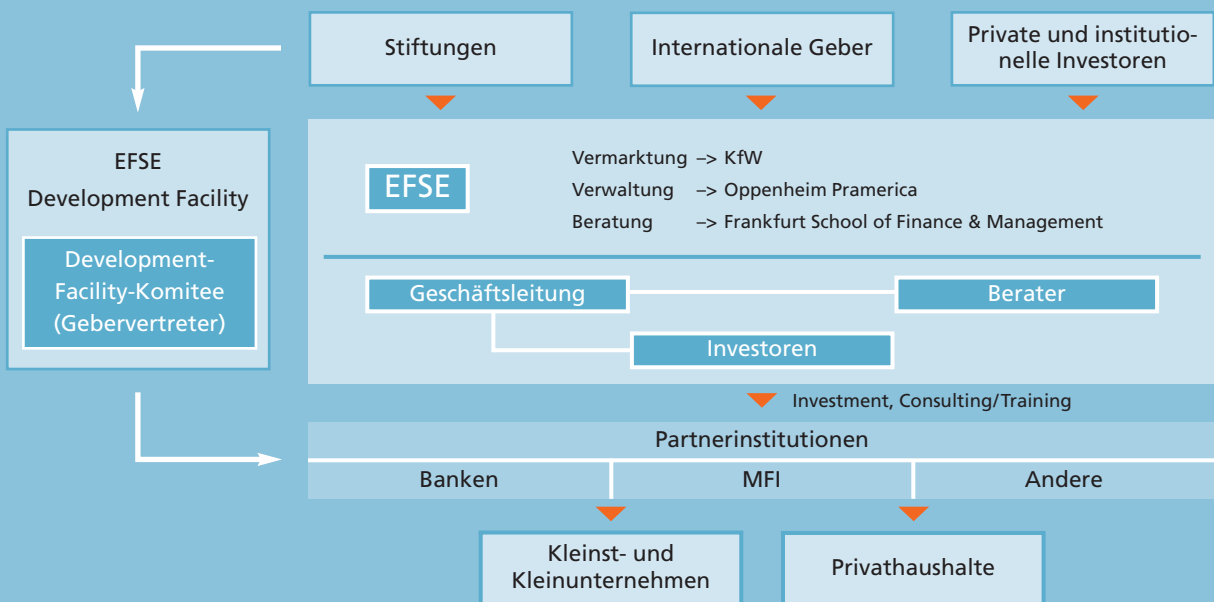 Stiftungen
Internationale Geber
Private und institutio-
nelle Investoren
EFSE
Development Facility
Development-
Facility-Komitee
(Gebervertreter)
EFSE
Vermarktung –> KfW
Verwaltung –> Oppenheim Pramerica
Beratung –> Frankfurt School of Finance & Management
Geschäftsleitung
Berater
Investoren
Investment, Consulting/Training
Partnerinstitutionen
Banken
MFI
Andere
Kleinst- und
Kleinunternehmen
Privathaushalte